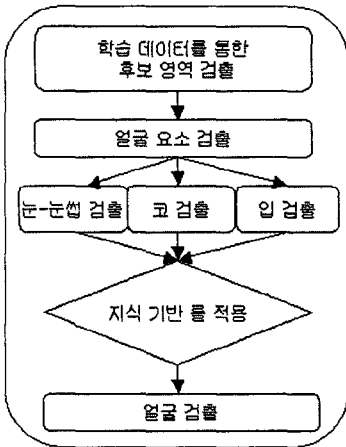 학습 데이터를 통한
후보 영역 검출
얼굴 요소 검출
눈-눈썹 검출 코 검출 입 검출
지식 기반 룰 적용
얼굴 검출